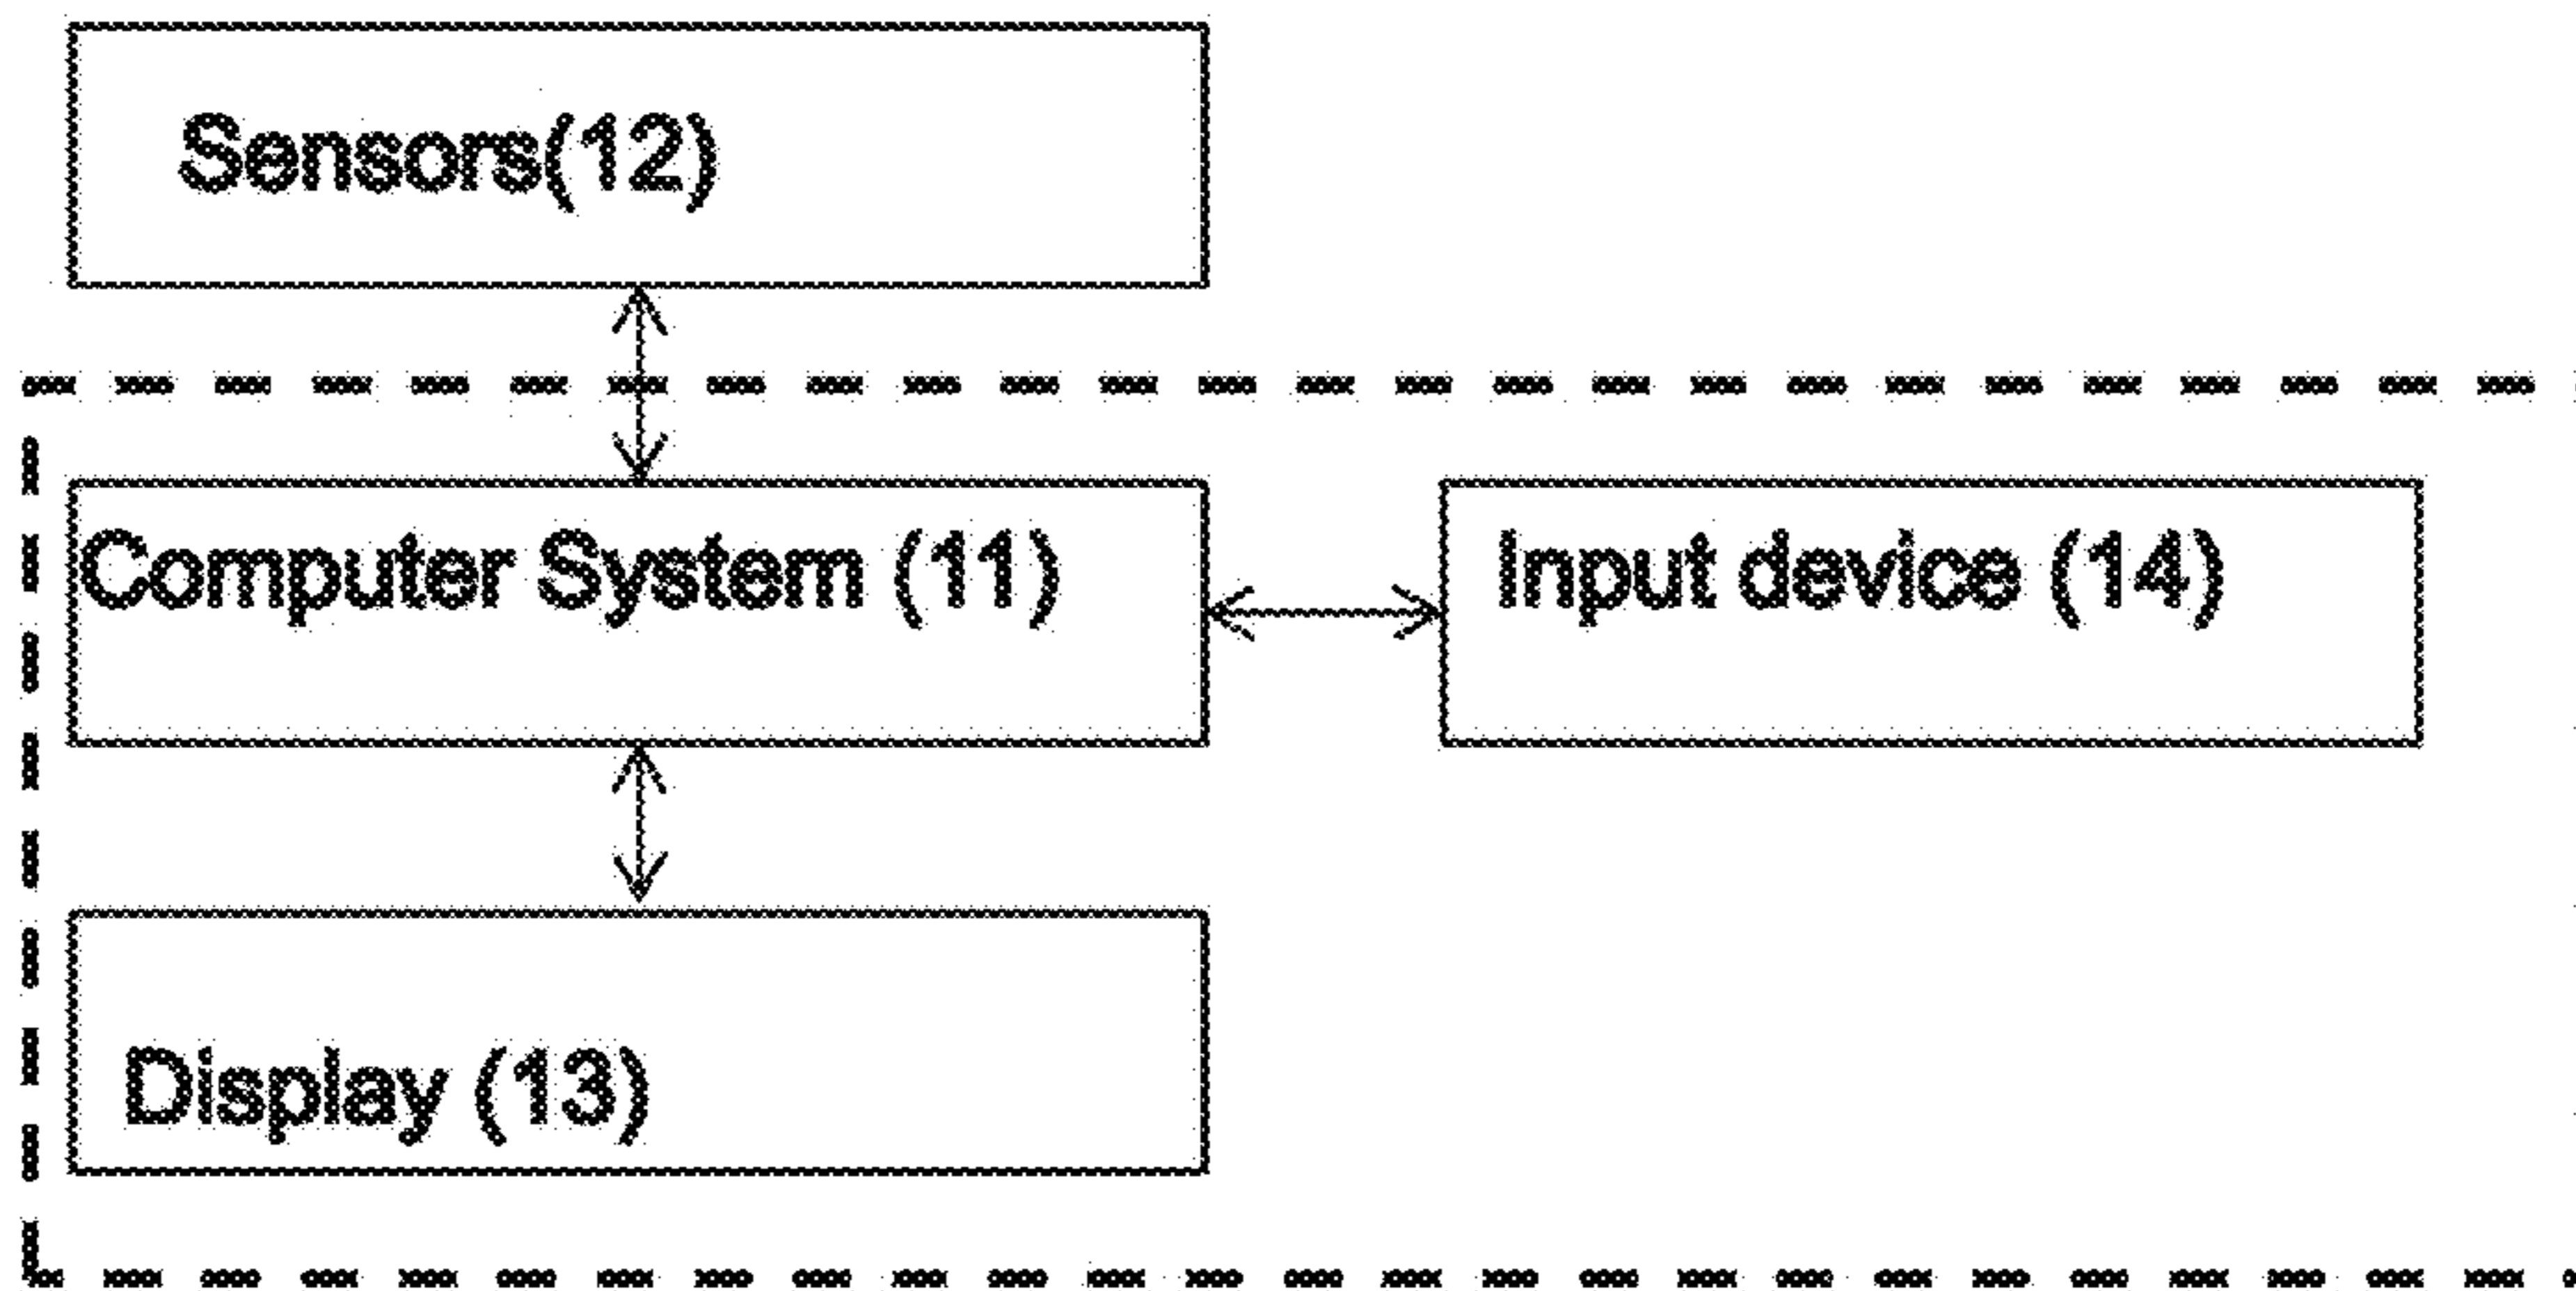 Sensors(12)
Computer System (11)
Input device (14)
Display (13)